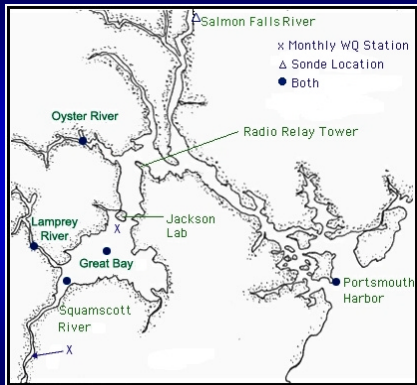 Salmon Falls River
x Monthly WQ Station
Sonde Location
Both
Oyster River
Radio Relay Tower
Lamprey
River
Jackson
Lab
x
Great Bay
Portsmouth
Harbor
Squamscott
River
X